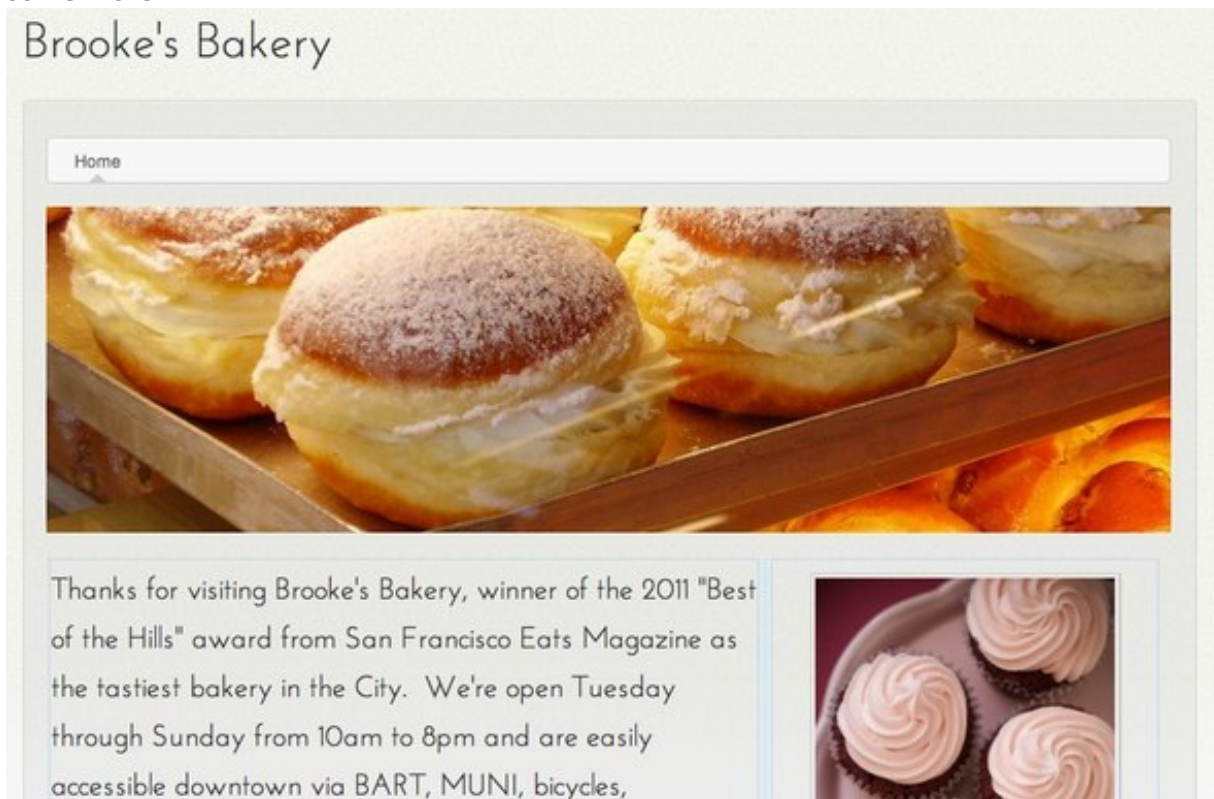 Brooke's Bakery
Home
Thanks for visiting Brooke's Bakery, winner of the 2011 "Best
of the Hills" award from San Francisco Eats Magazine as
the tastiest bakery in the City.  We're open Tuesday
through Sunday from 10am to 8pm and are easily
accessible downtown via BART, MUNI, bicycles,